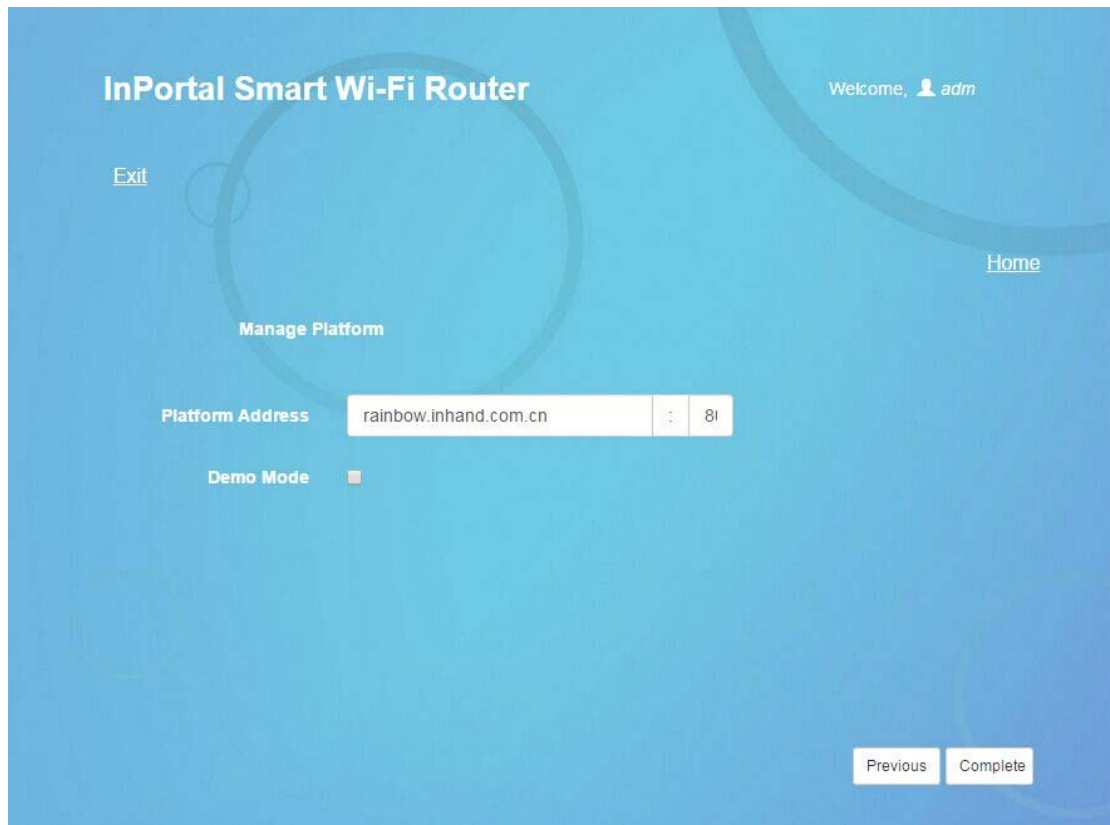 InPortal Smart Wi-Fi Router
Welcome, adm
Exit
Home
Manage Platform
Platform Address rainbow.inhand.com.cn :
Demo Mode
Previous Complete